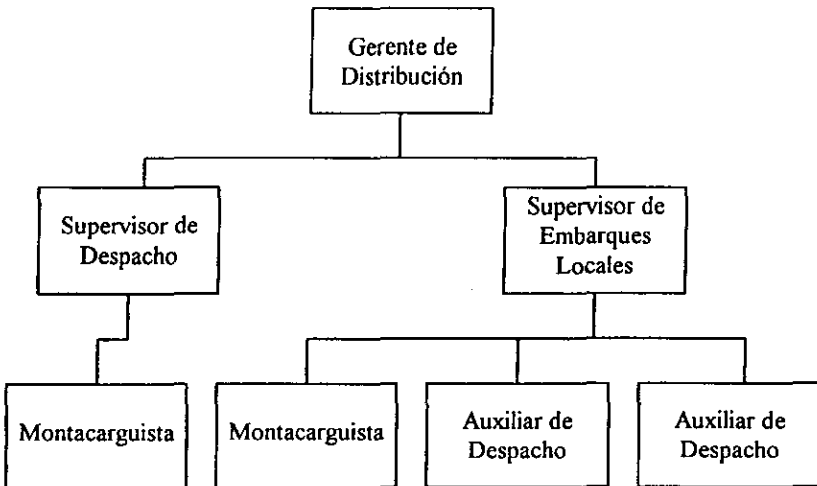 Gerente de
Distribución
Supervisor de
Despacho
Supervisor de
Embarques
Locales
Montacarguista
Montacarguista
Auxiliar de
Despacho
Auxiliar de
Despacho